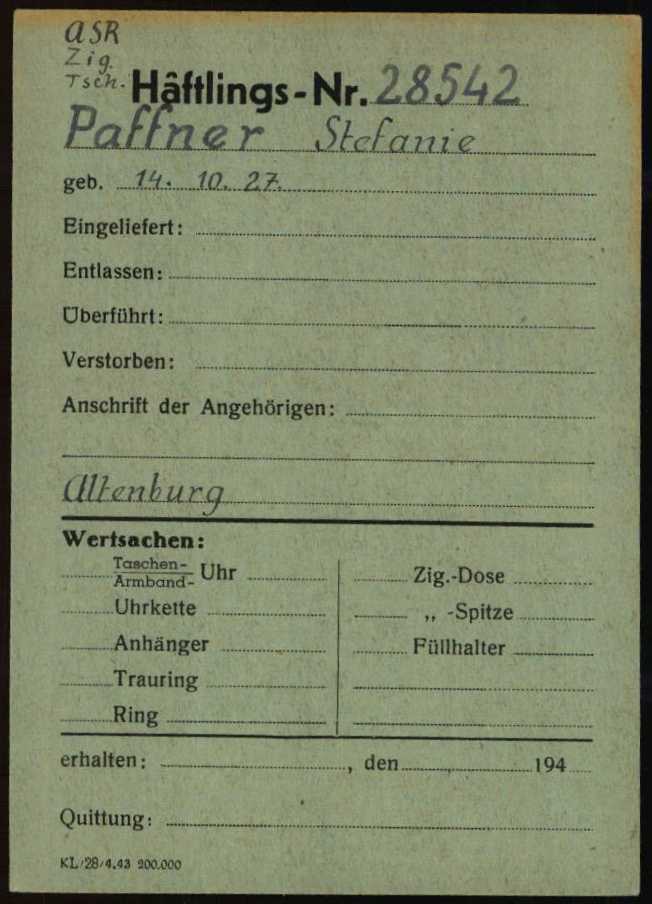 ASR
Zig.
Tsch.
Häftlings-Nr. 28542
Paffner Stefanie
geb. 14. 10. 27.
Eingeliefert:
Entlassen:
Überführt:
Verstorben:
Anschrift der Angehörigen:
Altenburg
Wertsachen:
Taschen-
Armband- Uhr
Zig.-Dose
Uhrkette
„ -Spitze
Anhänger
Füllhalter
Trauring
Ring
erhalten: , den 194
Quittung:
KL/28/4.43 200.000